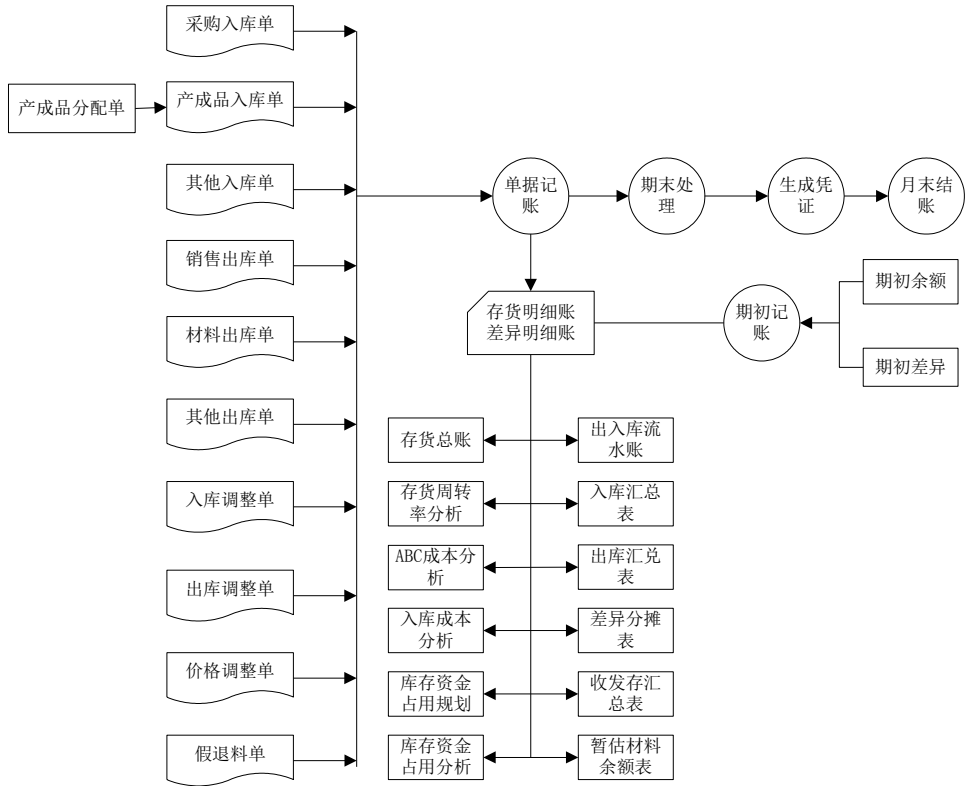 采购入库单
产成品分配单
产成品入库单
其他入库单
销售出库单
材料出库单
其他出库单
入库调整单
出库调整单
价格调整单
假退料单
单据记
账
期末处
理
生成凭
证
月末结
账
存货明细账
差异明细账
期初记
账
期初余额
期初差异
存货总账
出入库流
水账
存货周转
率分析
入库汇总
表
ABC成本分
析
出库汇兑
表
入库成本
分析
差异分摊
表
库存资金
占用规划
收发存汇
总表
库存资金
占用分析
暂估材料
余额表